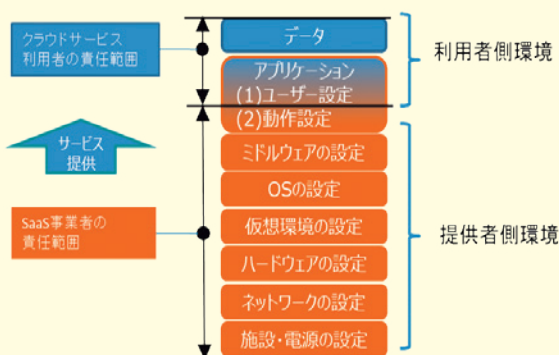 クラウドサービス
利用者の責任範囲
データ
利用者側環境
アプリケーション
(1)ユーザー設定
(2)動作設定
サービス
提供
ミドルウェアの設定
OSの設定
SaaS事業者の
責任範囲
仮想環境の設定
提供者側環境
ハードウェアの設定
ネットワークの設定
施設・電源の設定